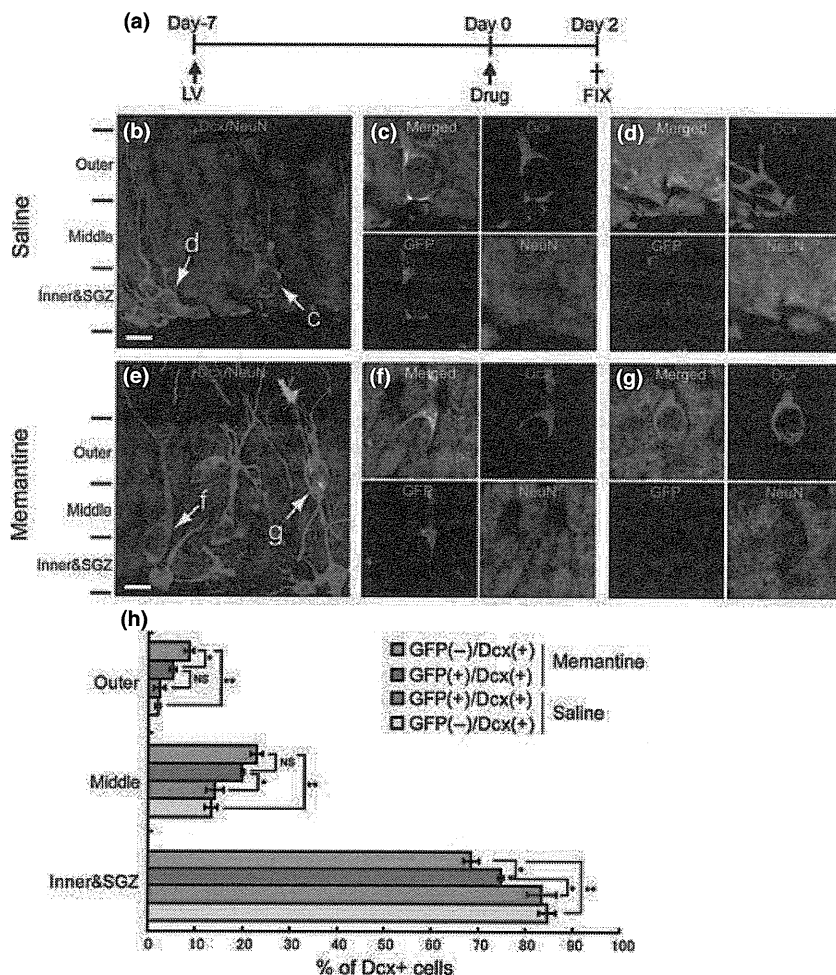 (a)
Day-7 Day 0 Day 2
LV Drug FIX
Saline
Outer
Middle
Inner&SGZ
(b) Dcx/NeuN
d
c
(c) Merged Dcx
GFP NeuN
(d) Merged Dcx
GFP NeuN
Memantine
Outer
Middle
Inner&SGZ
(e) Dcx/NeuN
f
g
(f) Merged Dcx
GFP NeuN
(g) Merged Dcx
GFP NeuN
(h)
Outer
* NS **
Middle
NS * **
Inner&SGZ
* * **
GFP(−)/Dcx(+)
GFP(+)/Dcx(+)
Memantine
GFP(+)/Dcx(+)
GFP(−)/Dcx(+)
Saline
0 10 20 30 40 50 60 70 80 90 100
% of Dcx+ cells